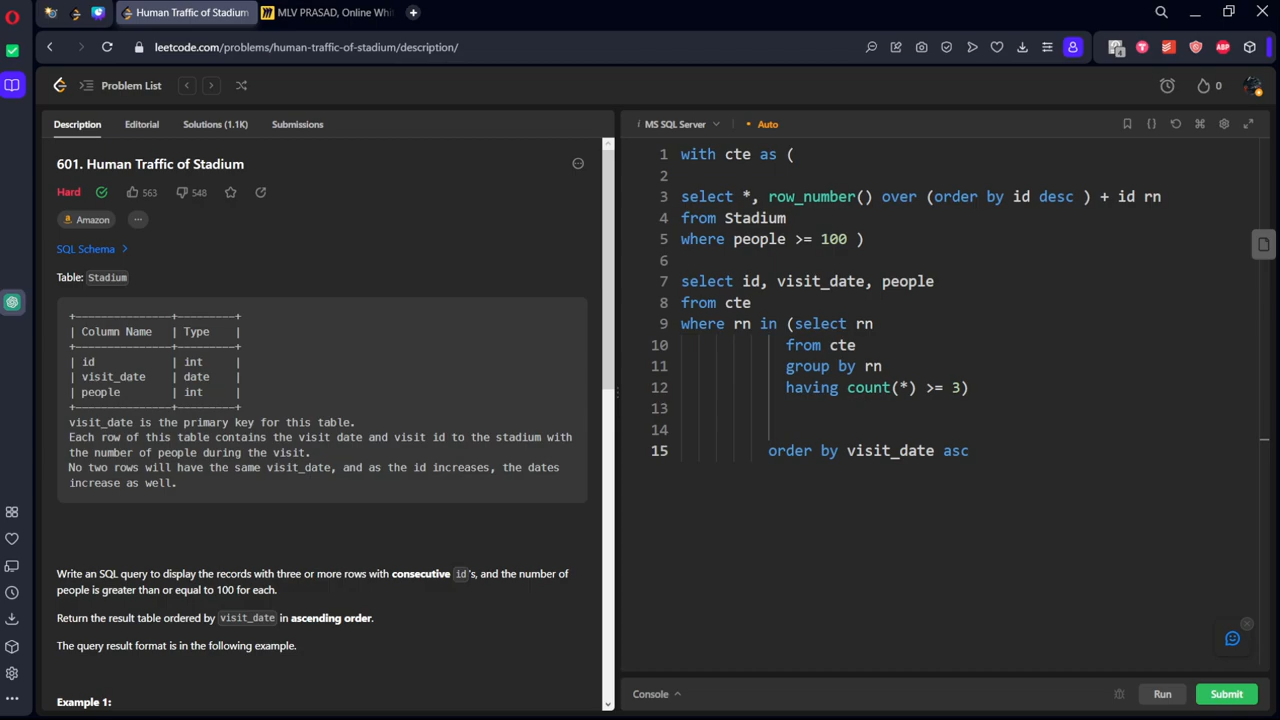 Human Traffic of Stadium
MLV PRASAD, Online Whi
leetcode.com/problems/human-traffic-of-stadium/description/
Problem List
0
Description Editorial Solutions (1.1K) Submissions
601. Human Traffic of Stadium
Hard 563 548
Amazon ...
SQL Schema
Table: Stadium
+---------------+---------+
| Column Name | Type |
+---------------+---------+
| id | int |
| visit_date | date |
| people | int |
+---------------+---------+
visit_date is the primary key for this table.
Each row of this table contains the visit date and visit id to the stadium with
the number of people during the visit.
No two rows will have the same visit_date, and as the id increases, the dates
increase as well.
Write an SQL query to display the records with three or more rows with consecutive id's, and the number of
people is greater than or equal to 100 for each.
Return the result table ordered by visit_date in ascending order.
The query result format is in the following example.
Example 1:
i MS SQL Server • Auto
1 with cte as (
2
3 select *, row_number() over (order by id desc ) + id rn
4 from Stadium
5 where people >= 100 )
6
7 select id, visit_date, people
8 from cte
9 where rn in (select rn
10 from cte
11 group by rn
12 having count(*) >= 3)
13
14
15 order by visit_date asc
Console Run Submit